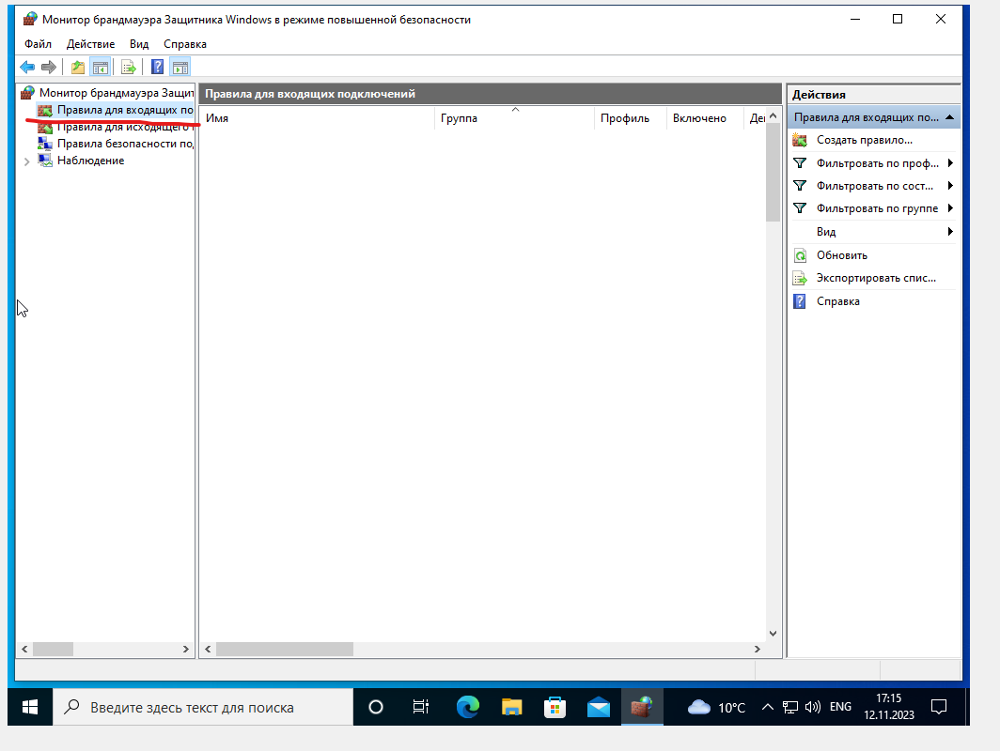 Монитор брандмауэра Защитника Windows в режиме повышенной безопасности
Файл Действие Вид Справка
Монитор брандмауэра Защит
Правила для входящих по
Правила для исходящего
Правила безопасности по,
Наблюдение
Правила для входящих подключений
Имя Группа Профиль Включено
Действия
Правила для входящих по...
Создать правило...
Фильтровать по проф...
Фильтровать по сост...
Фильтровать по группе
Вид
Обновить
Экспортировать спис...
Справка
Введите здесь текст для поиска
10°C
ENG
17:15
12.11.2023